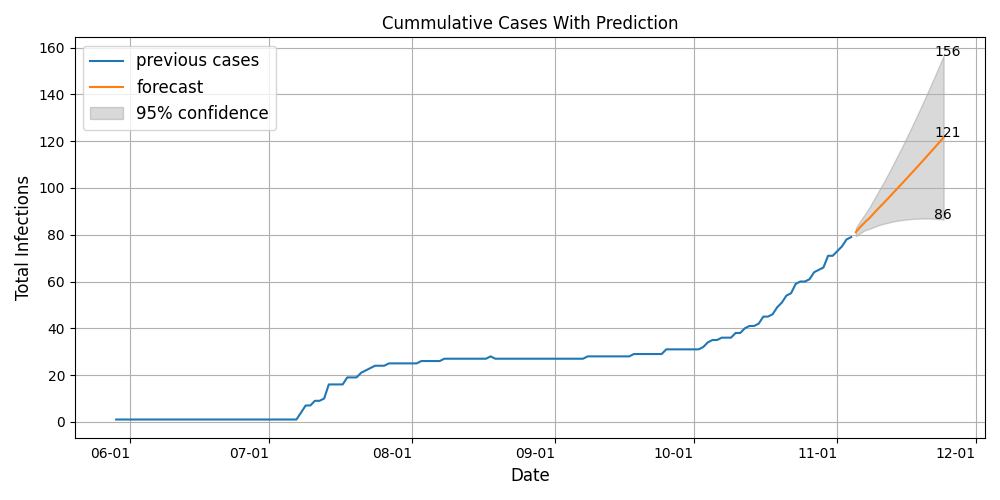 Cummulative Cases With Prediction
previous cases
forecast
95% confidence
156
121
86
160
140
120
100
80
60
40
20
0
Total Infections
06-01 07-01 08-01 09-01 10-01 11-01 12-01
Date